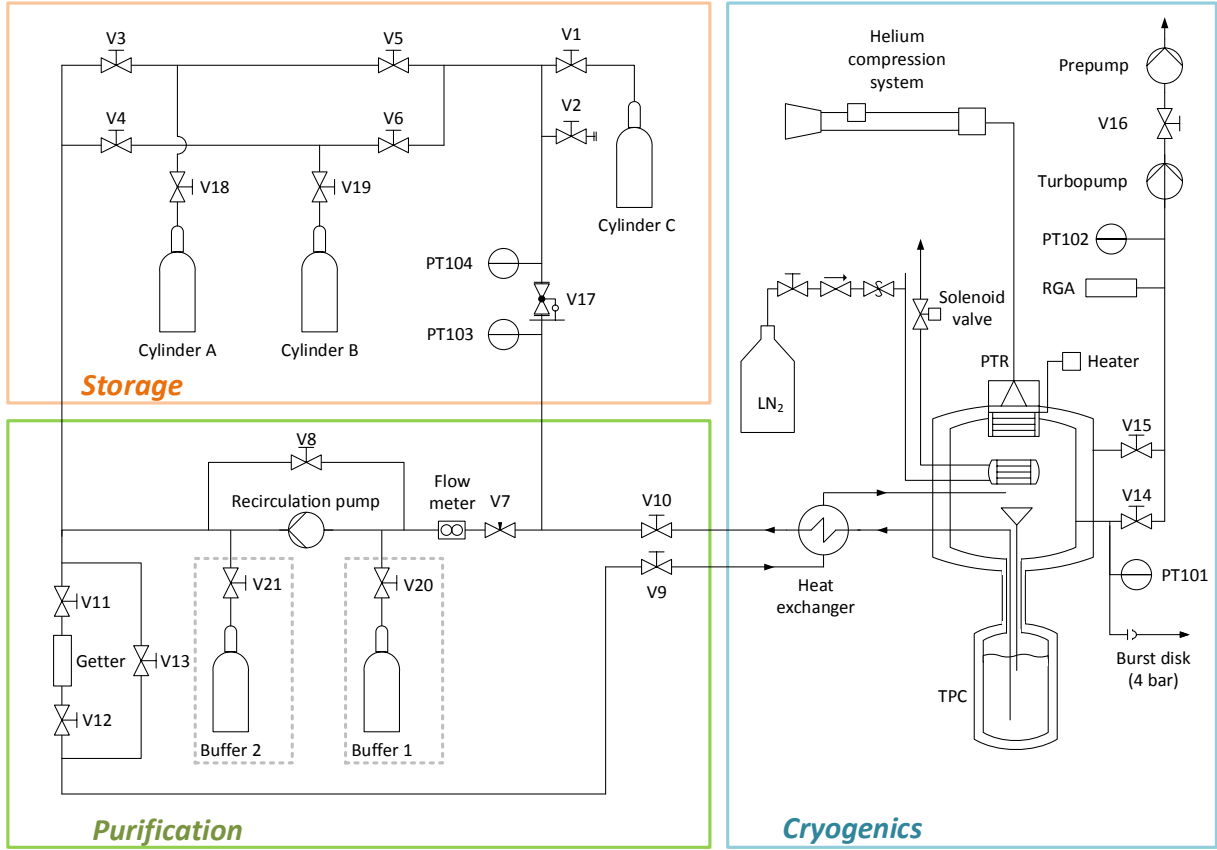 V3
V5
V1
V2
V4
V6
V18
V19
Cylinder A
Cylinder B
Cylinder C
PT104
V17
PT103
Storage
Helium
compression
system
Prepump
V16
Turbopump
PT102
RGA
Solenoid
valve
LN2
PTR
Heater
V15
V14
PT101
Burst disk
(4 bar)
Heat
exchanger
TPC
Cryogenics
V8
Recirculation pump
Flow
meter
V7
V10
V9
V21
V20
V11
Getter
V13
V12
Buffer 2
Buffer 1
Purification